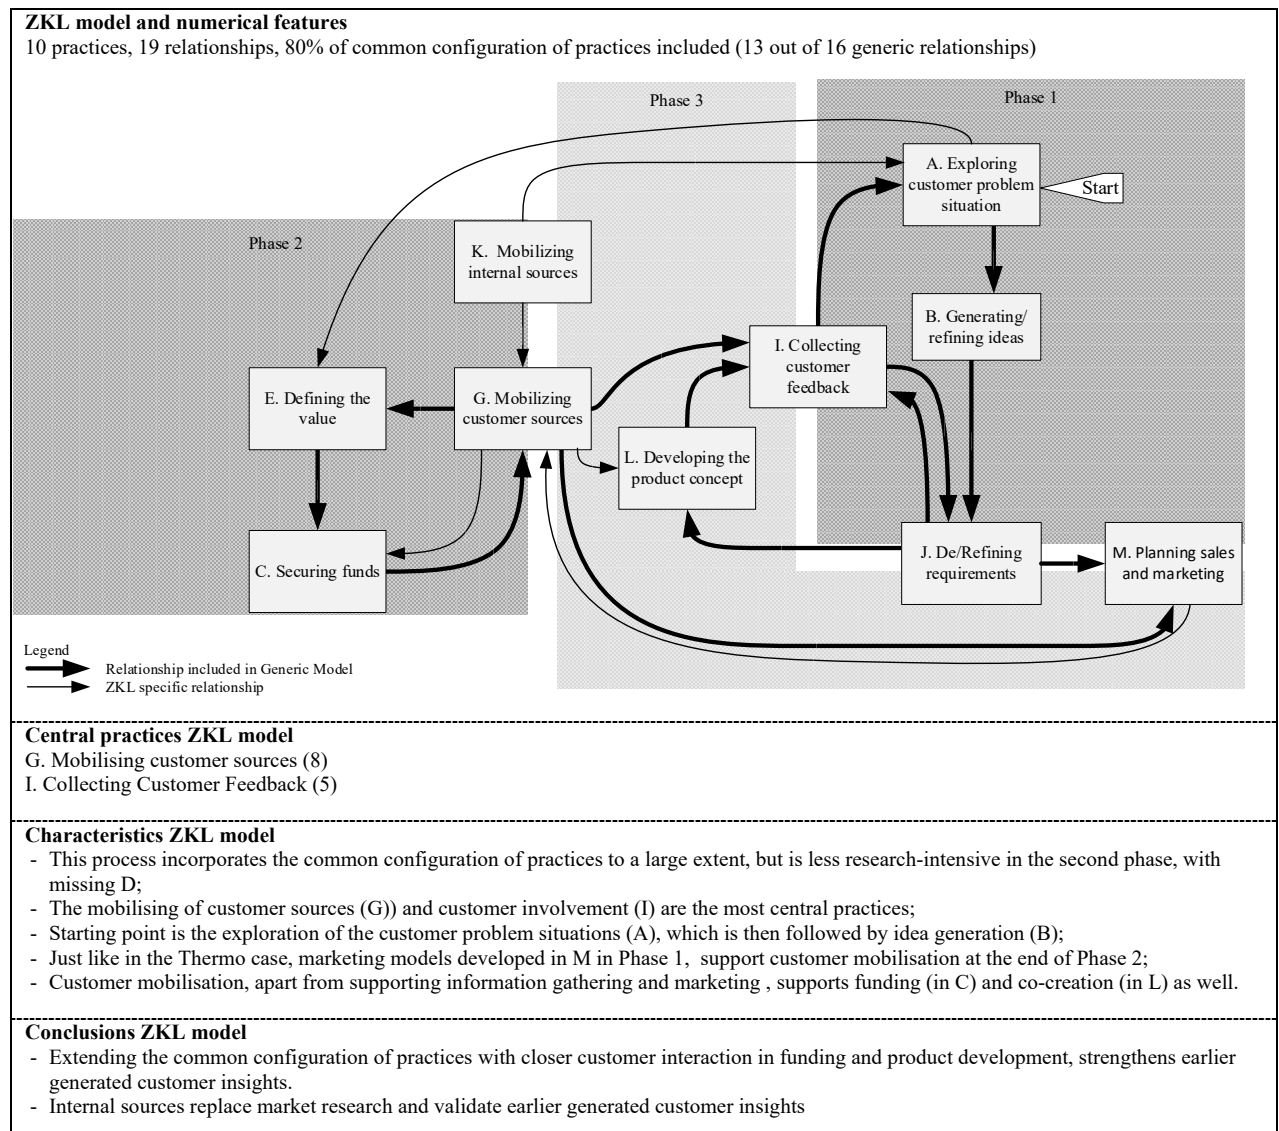 ZKL model and numerical features
10 practices, 19 relationships, 80% of common configuration of practices included (13 out of 16 generic relationships)
Phase 3
Phase 1
A. Exploring
customer problem
situation
Start
Phase 2
K. Mobilizing
internal sources
B. Generating/
refining ideas
I. Collecting
customer
feedback
E. Defining the
value
G. Mobilizing
customer sources
L. Developing the
product concept
C. Securing funds
J. De/Refining
requirements
M. Planning sales
and marketing
Legend
Relationship included in Generic Model
ZKL specific relationship
Central practices ZKL model
G. Mobilising customer sources (8)
I. Collecting Customer Feedback (5)
Characteristics ZKL model
- This process incorporates the common configuration of practices to a large extent, but is less research-intensive in the second phase, with
missing D;
- The mobilising of customer sources (G)) and customer involvement (I) are the most central practices;
- Starting point is the exploration of the customer problem situations (A), which is then followed by idea generation (B);
- Just like in the Thermo case, marketing models developed in M in Phase 1,  support customer mobilisation at the end of Phase 2;
- Customer mobilisation, apart from supporting information gathering and marketing , supports funding (in C) and co-creation (in L) as well.
Conclusions ZKL model
- Extending the common configuration of practices with closer customer interaction in funding and product development, strengthens earlier
generated customer insights.
- Internal sources replace market research and validate earlier generated customer insights